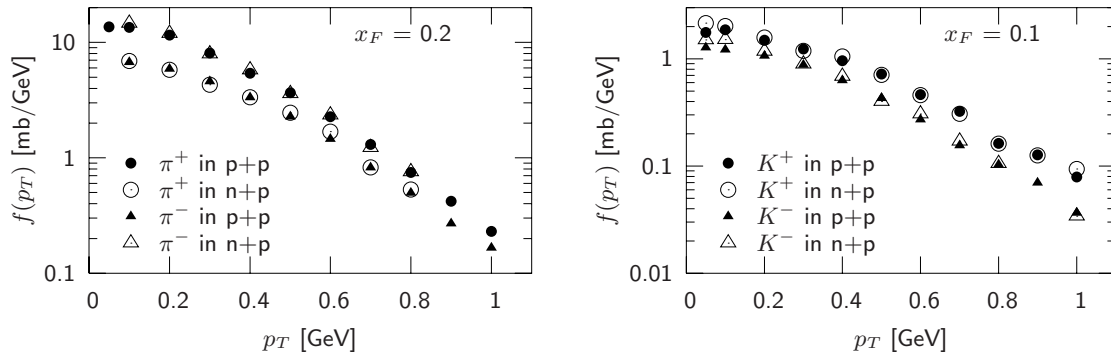 f(p_T) [mb/GeV]
10
1
0.1
x_F = 0.2
π⁺ in p+p
π⁺ in n+p
π⁻ in p+p
π⁻ in n+p
0 0.2 0.4 0.6 0.8 1
p_T [GeV]
f(p_T) [mb/GeV]
1
0.1
0.01
x_F = 0.1
K⁺ in p+p
K⁺ in n+p
K⁻ in p+p
K⁻ in n+p
0 0.2 0.4 0.6 0.8 1
p_T [GeV]